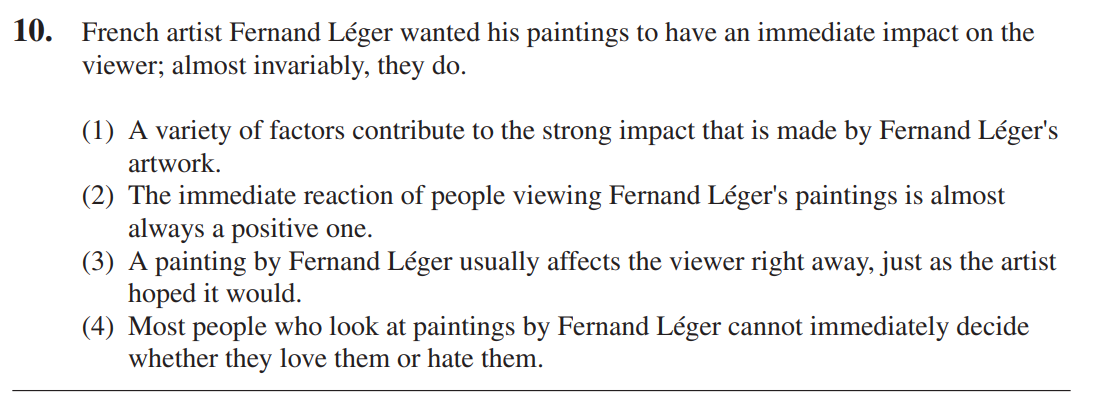 10. French artist Fernand Léger wanted his paintings to have an immediate impact on the
viewer; almost invariably, they do.
(1) A variety of factors contribute to the strong impact that is made by Fernand Léger's
artwork.
(2) The immediate reaction of people viewing Fernand Léger's paintings is almost
always a positive one.
(3) A painting by Fernand Léger usually affects the viewer right away, just as the artist
hoped it would.
(4) Most people who look at paintings by Fernand Léger cannot immediately decide
whether they love them or hate them.